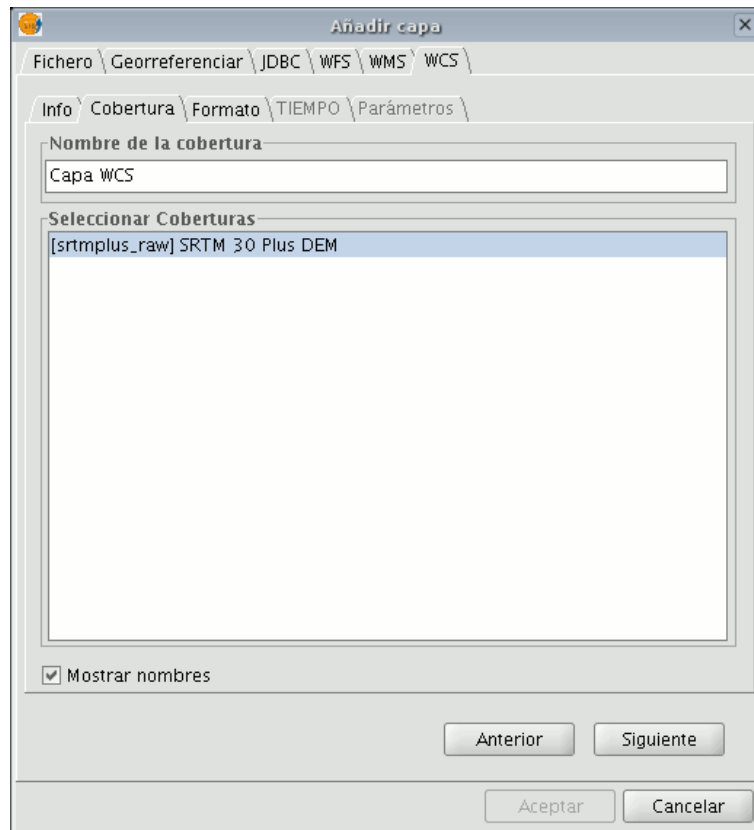 Añadir capa
Fichero Georreferenciar JDBC WFS WMS WCS
Info Cobertura Formato TIEMPO Parámetros
Nombre de la cobertura
Capa WCS
Seleccionar Coberturas
[srtmplus_raw] SRTM 30 Plus DEM
Mostrar nombres
Anterior Siguiente
Aceptar Cancelar